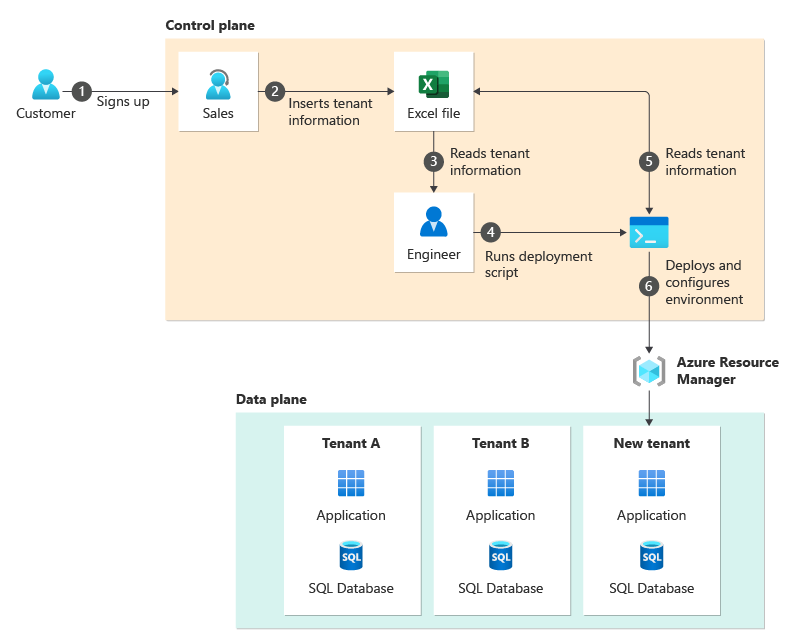 Control plane
1
Signs up
Customer
Sales
2
Inserts tenant
information
Excel file
3
Reads tenant
information
Engineer
4
Runs deployment
script
5
Reads tenant
information
6
Deploys and
configures
environment
Azure Resource
Manager
Data plane
Tenant A
Application
SQL
SQL Database
Tenant B
Application
SQL
SQL Database
New tenant
Application
SQL
SQL Database